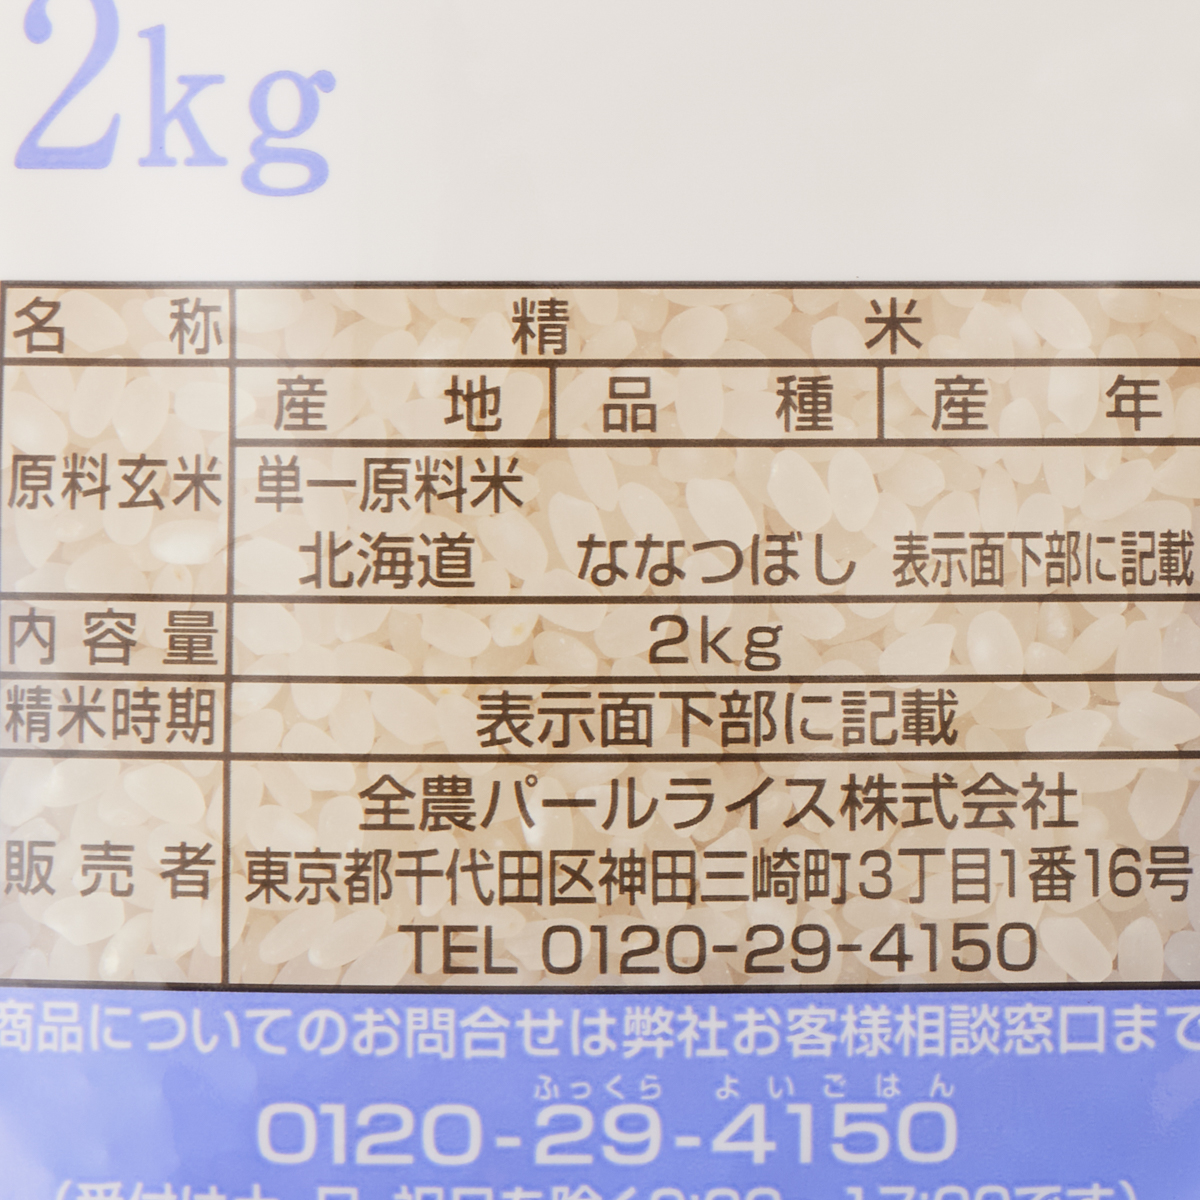 2kg
名称 精米
産地 品種 産年
原料玄米 単一原料米
北海道 ななつぼし 表示面下部に記載
内容量 2kg
精米時期 表示面下部に記載
全農パールライス株式会社
販売者 東京都千代田区神田三崎町3丁目1番16号
TEL 0120-29-4150
商品についてのお問合せは弊社お客様相談窓口まで
ふっくら よいごはん
0120-29-4150